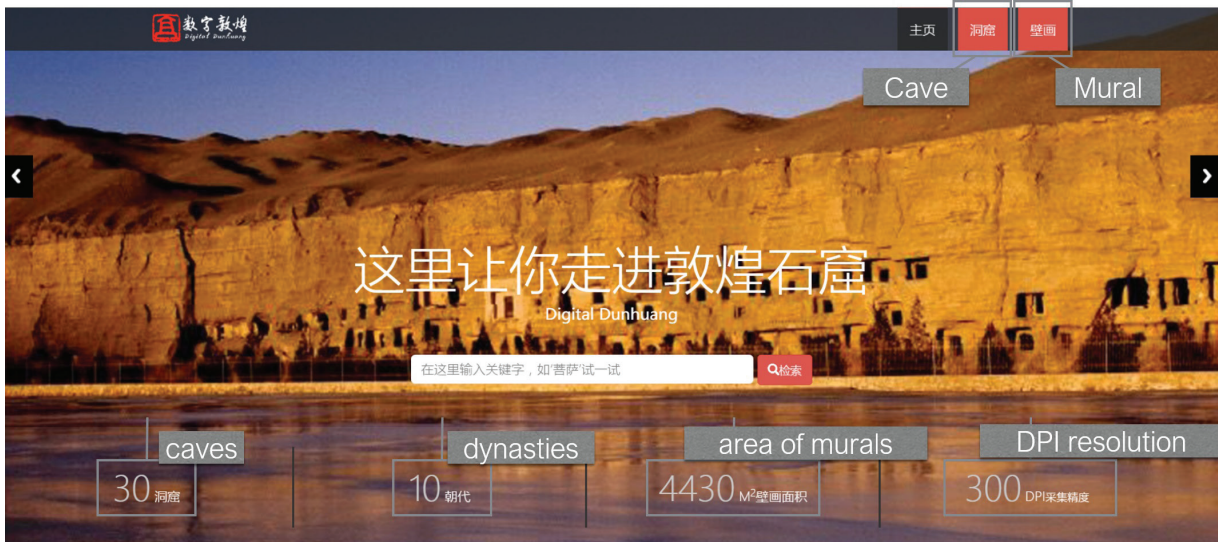 数字敦煌
Digital Dunhuang
主页 洞窟 壁画
Cave Mural
这里让你走进敦煌石窟
Digital Dunhuang
在这里输入关键字，如'菩萨'试一试 检索
caves dynasties area of murals DPI resolution
30 洞窟 10 朝代 4430 M²壁画面积 300 DPI采集精度